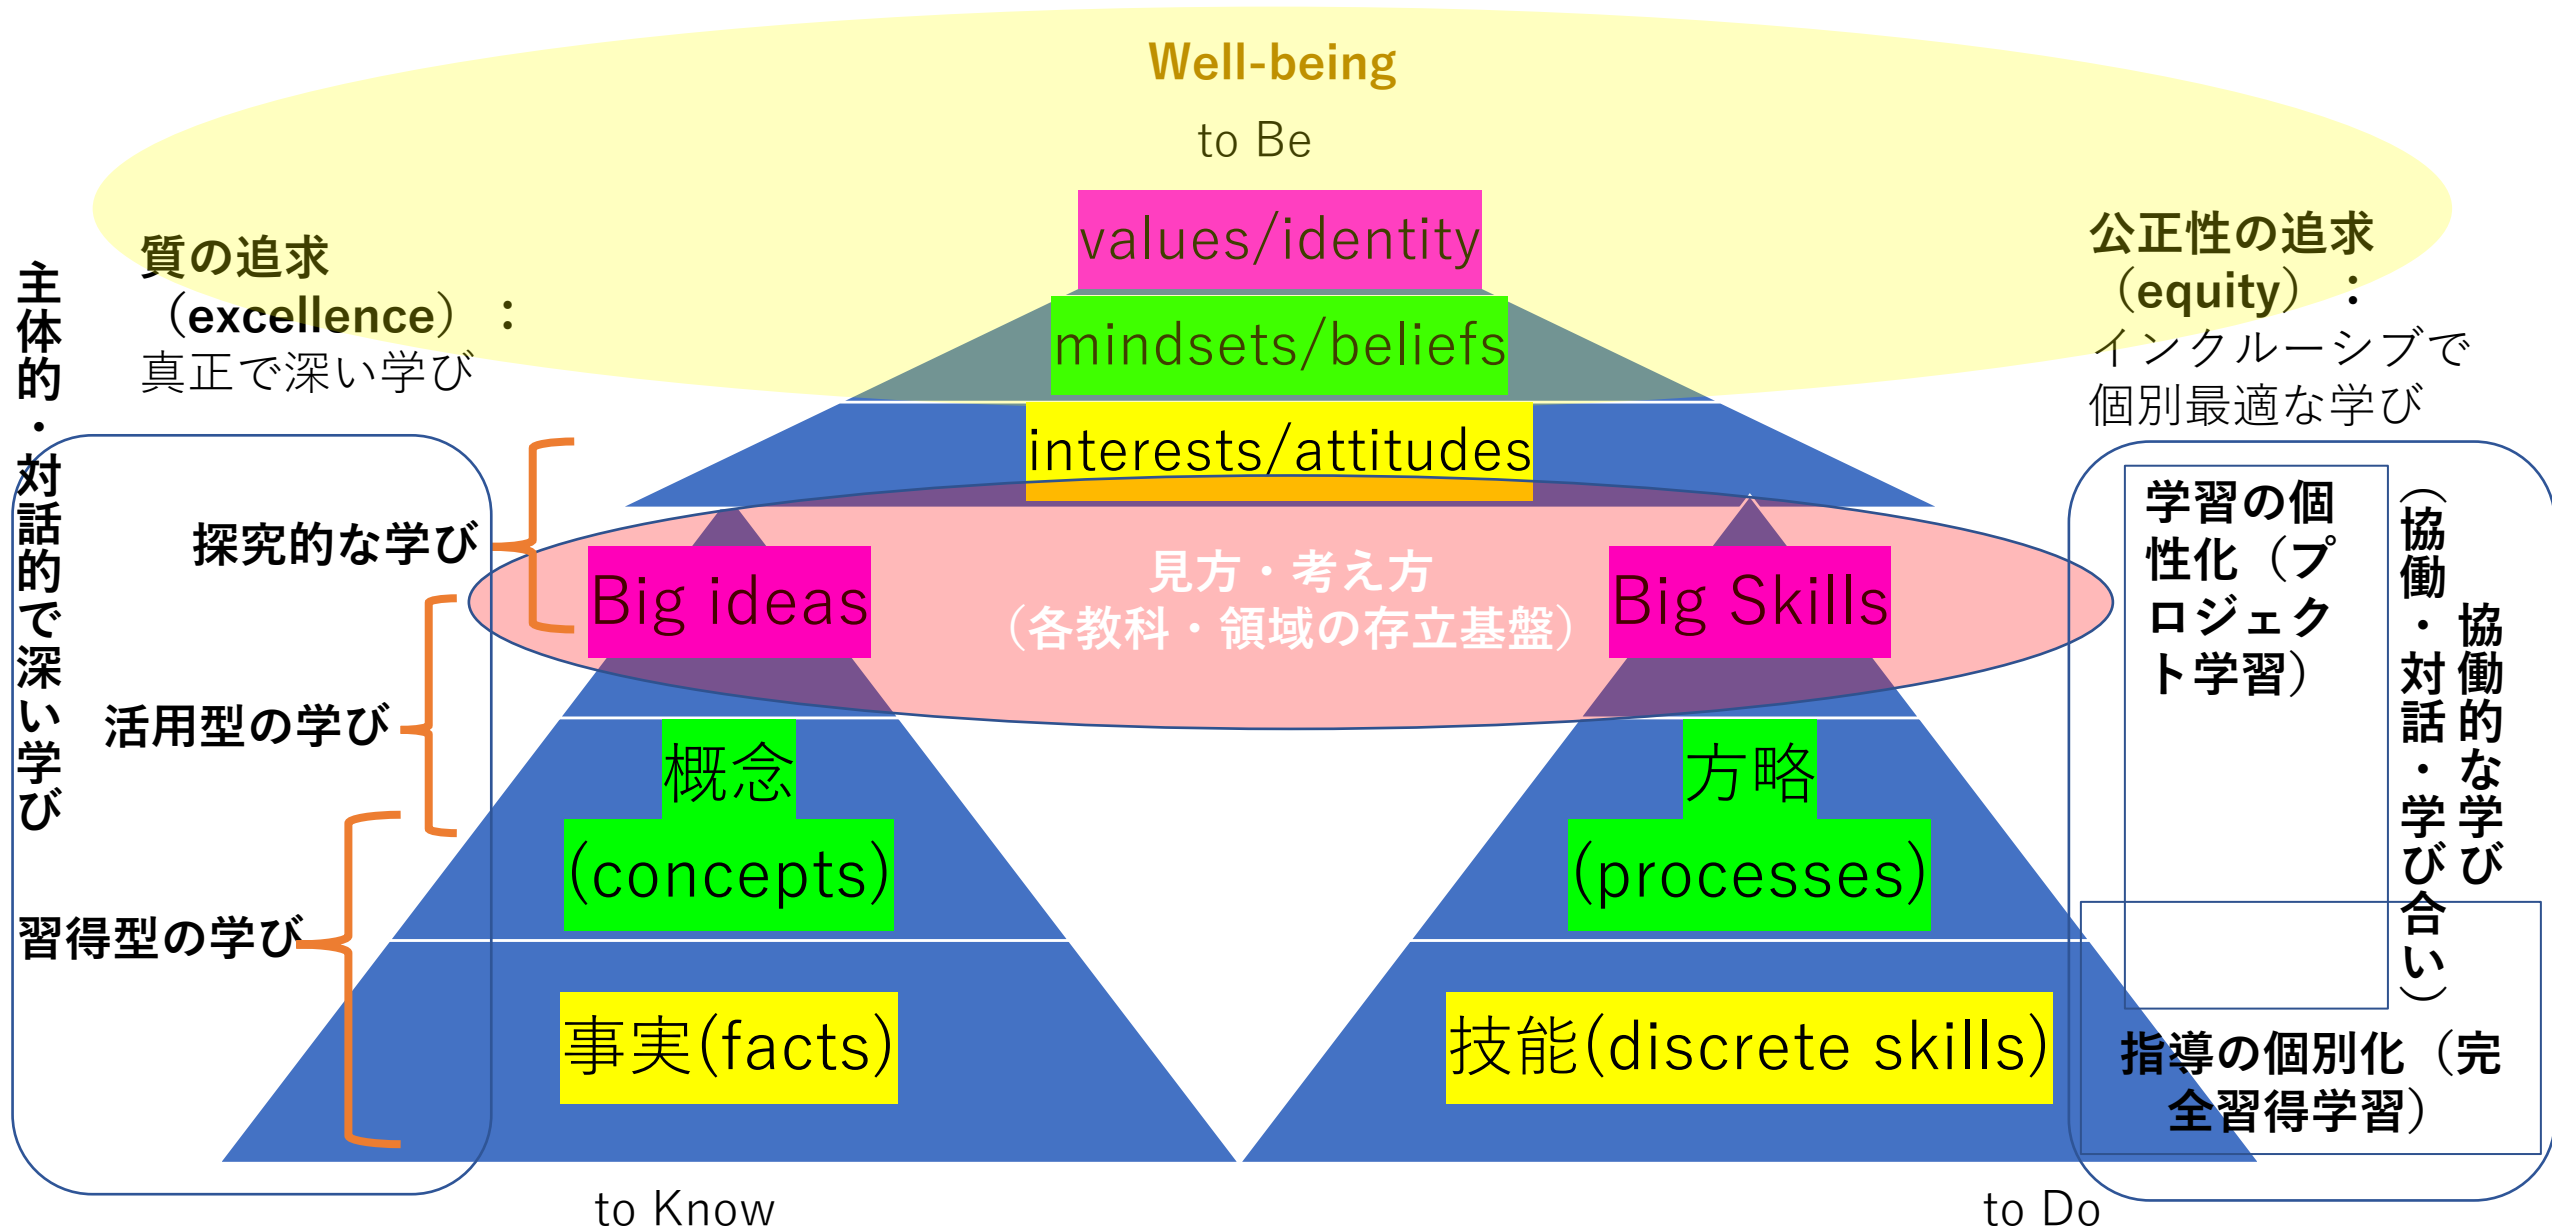 Well-being
to Be
values/identity
mindsets/beliefs
interests/attitudes
質の追求
（excellence）：
真正で深い学び
公正性の追求
（equity）：
インクルーシブで
個別最適な学び
主体的・対話的で深い学び
探究的な学び
活用型の学び
習得型の学び
見方・考え方
（各教科・領域の存立基盤）
Big ideas
概念
(concepts)
事実(facts)
to Know
Big Skills
方略
(processes)
技能(discrete skills)
to Do
学習の個
性化（プ
ロジェク
ト学習）
協働的な学び
（協働・対話・学び合い）
指導の個別化（完
全習得学習）